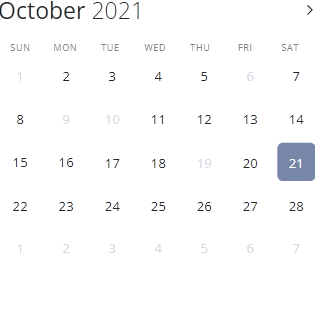 October 2021 >
SUN MON TUE WED THU FRI SAT
1 2 3 4 5 6 7
8 9 10 11 12 13 14
15 16 17 18 19 20 21
22 23 24 25 26 27 28
1 2 3 4 5 6 7